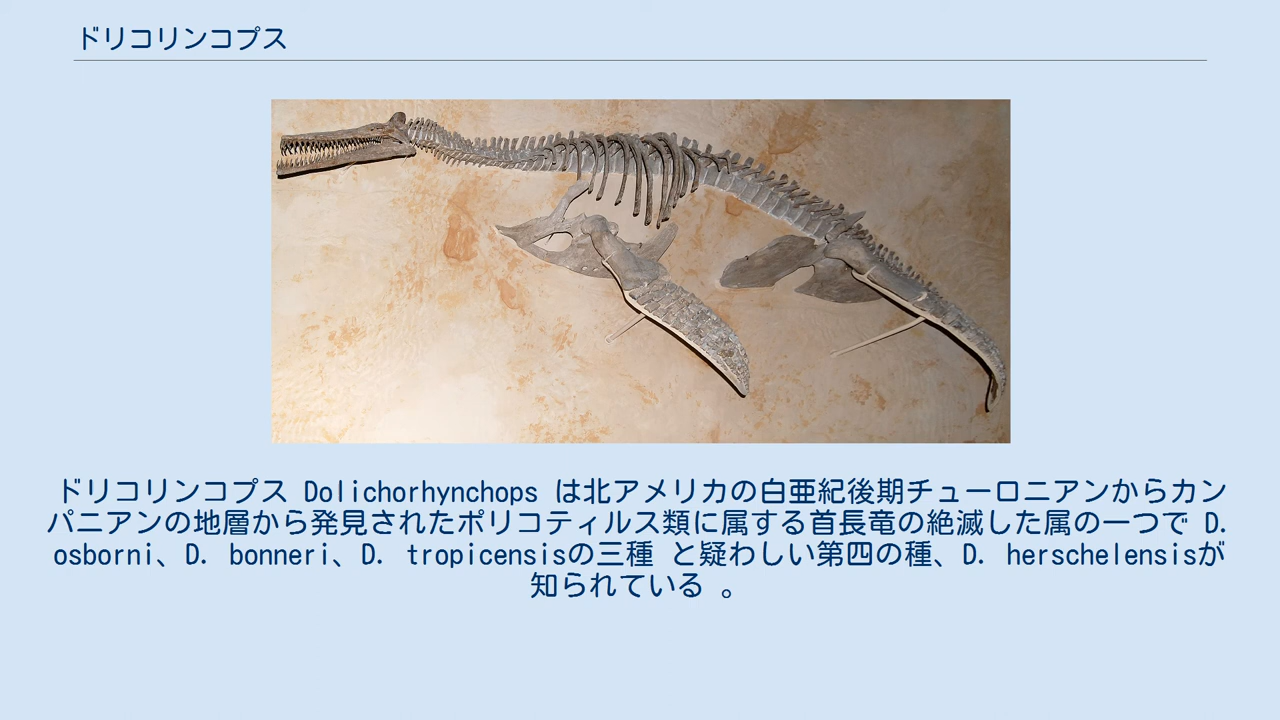 ドリコリンコプス
ドリコリンコプス Dolichorhynchops は北アメリカの白亜紀後期チューロニアンからカン
パニアンの地層から発見されたポリコティルス類に属する首長竜の絶滅した属の一つで D.
osborni、D. bonneri、D. tropicensisの三種 と疑わしい第四の種、D. herschelensisが
知られている 。